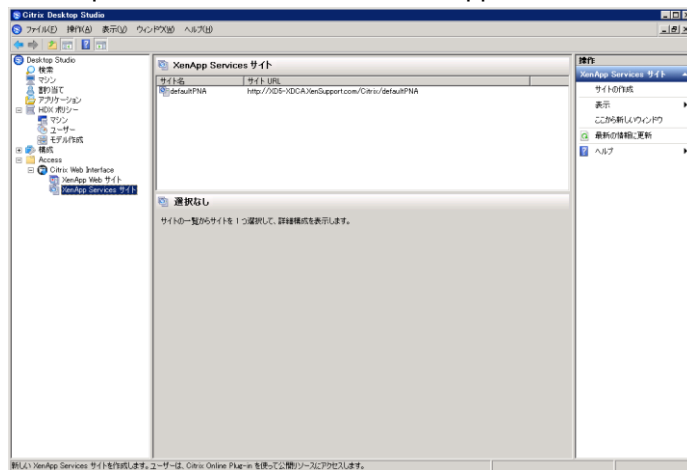 Citrix Desktop Studio
ファイル(F) 操作(A) 表示(V) ウィンドウ(W) ヘルプ(H)
Desktop Studio
検索
マシン
割り当て
アプリケーション
HDX ポリシー
マシン
ユーザー
モデル作成
構成
Access
Citrix Web Interface
XenApp Web サイト
XenApp Services サイト
XenApp Services サイト
サイト名 サイト URL
defaultPNA http://XD5-XDCA.XenSupport.com/Citrix/defaultPNA
選択なし
サイトの一覧からサイトを 1 つ選択して、詳細構成を表示します。
操作
XenApp Services サイト
サイトの作成
表示
ここから新しいウィンドウ
最新の情報に更新
ヘルプ
新しい XenApp Services サイトを作成します。ユーザーは、Citrix Online Plug-in を使って公開リソースにアクセスします。